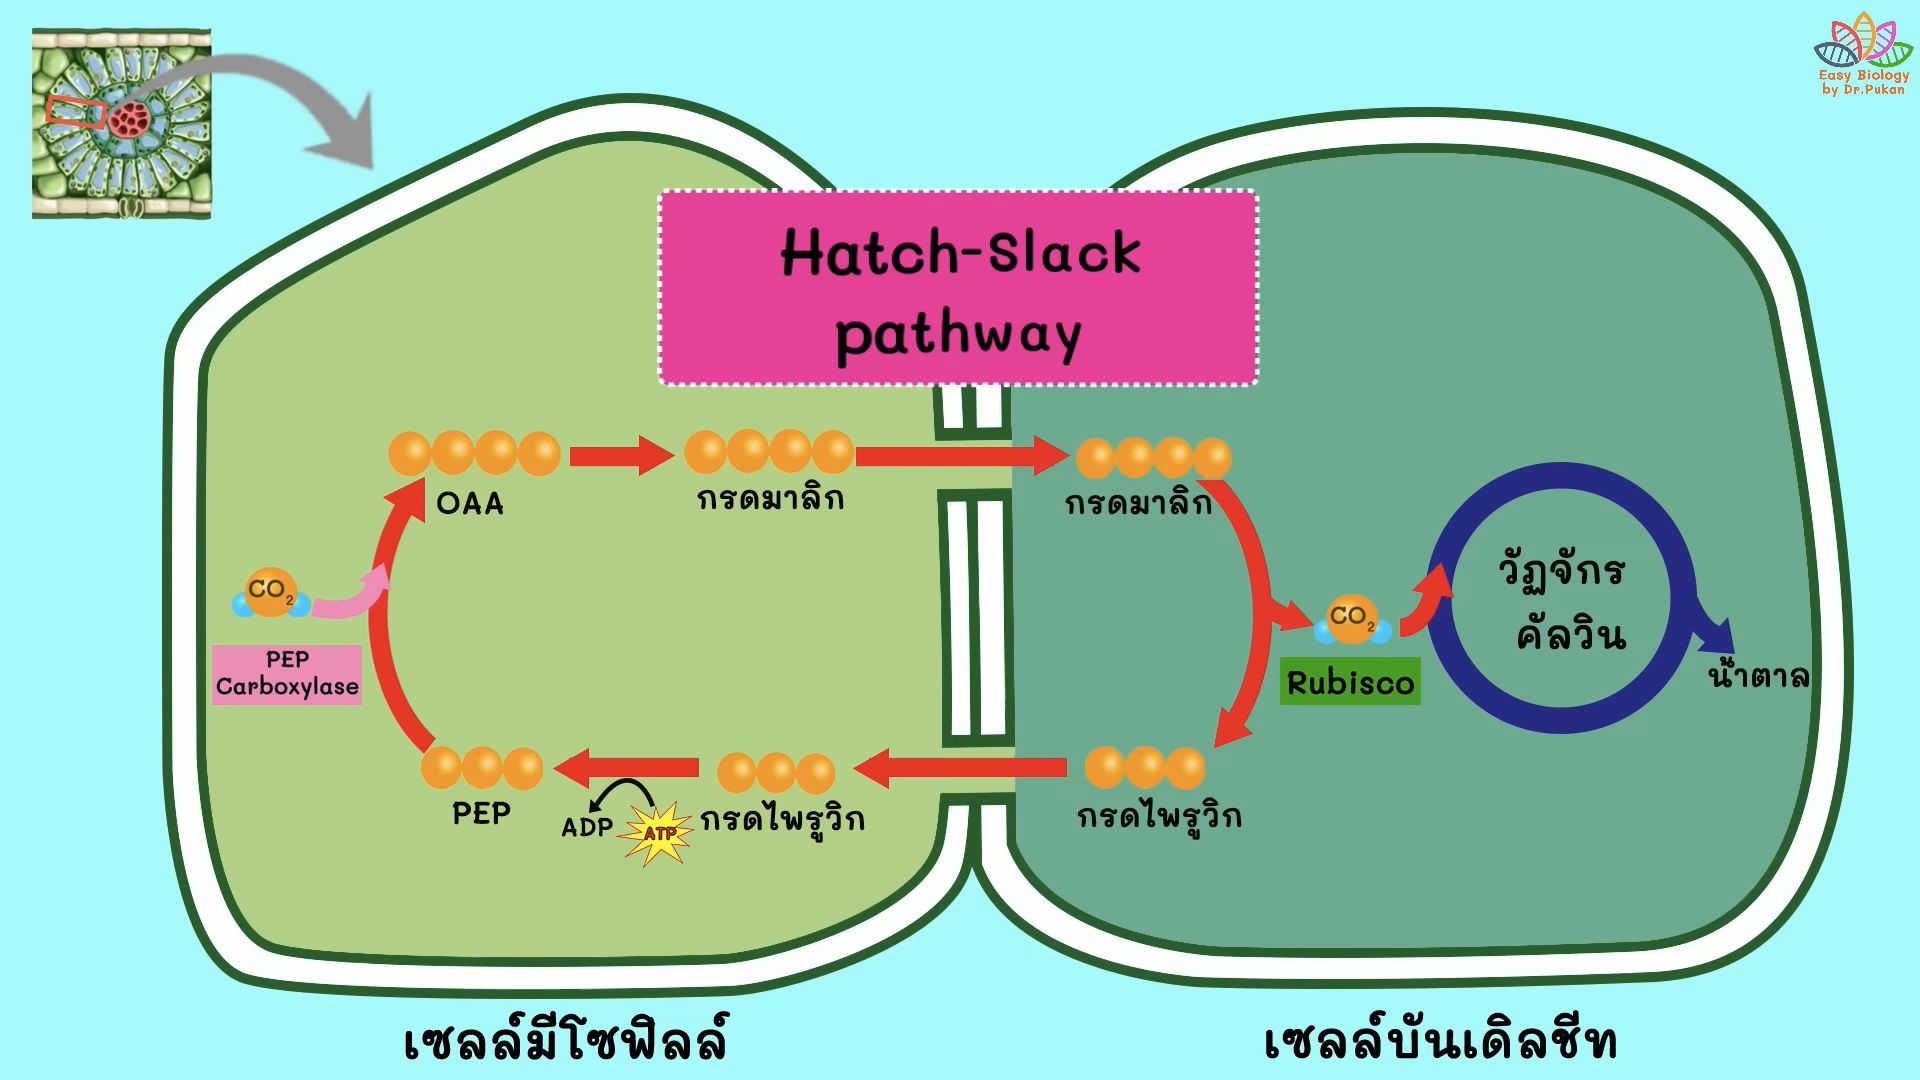 Easy Biology
by Dr.Pukan
Hatch-Slack
pathway
OAA
กรดมาลิก
กรดมาลิก
CO2
PEP
Carboxylase
CO2
Rubisco
วัฏจักร
คัลวิน
น้ำตาล
PEP
ADP
ATP
กรดไพรูวิก
กรดไพรูวิก
เซลล์มีโซฟิลล์
เซลล์บันเดิลชีท